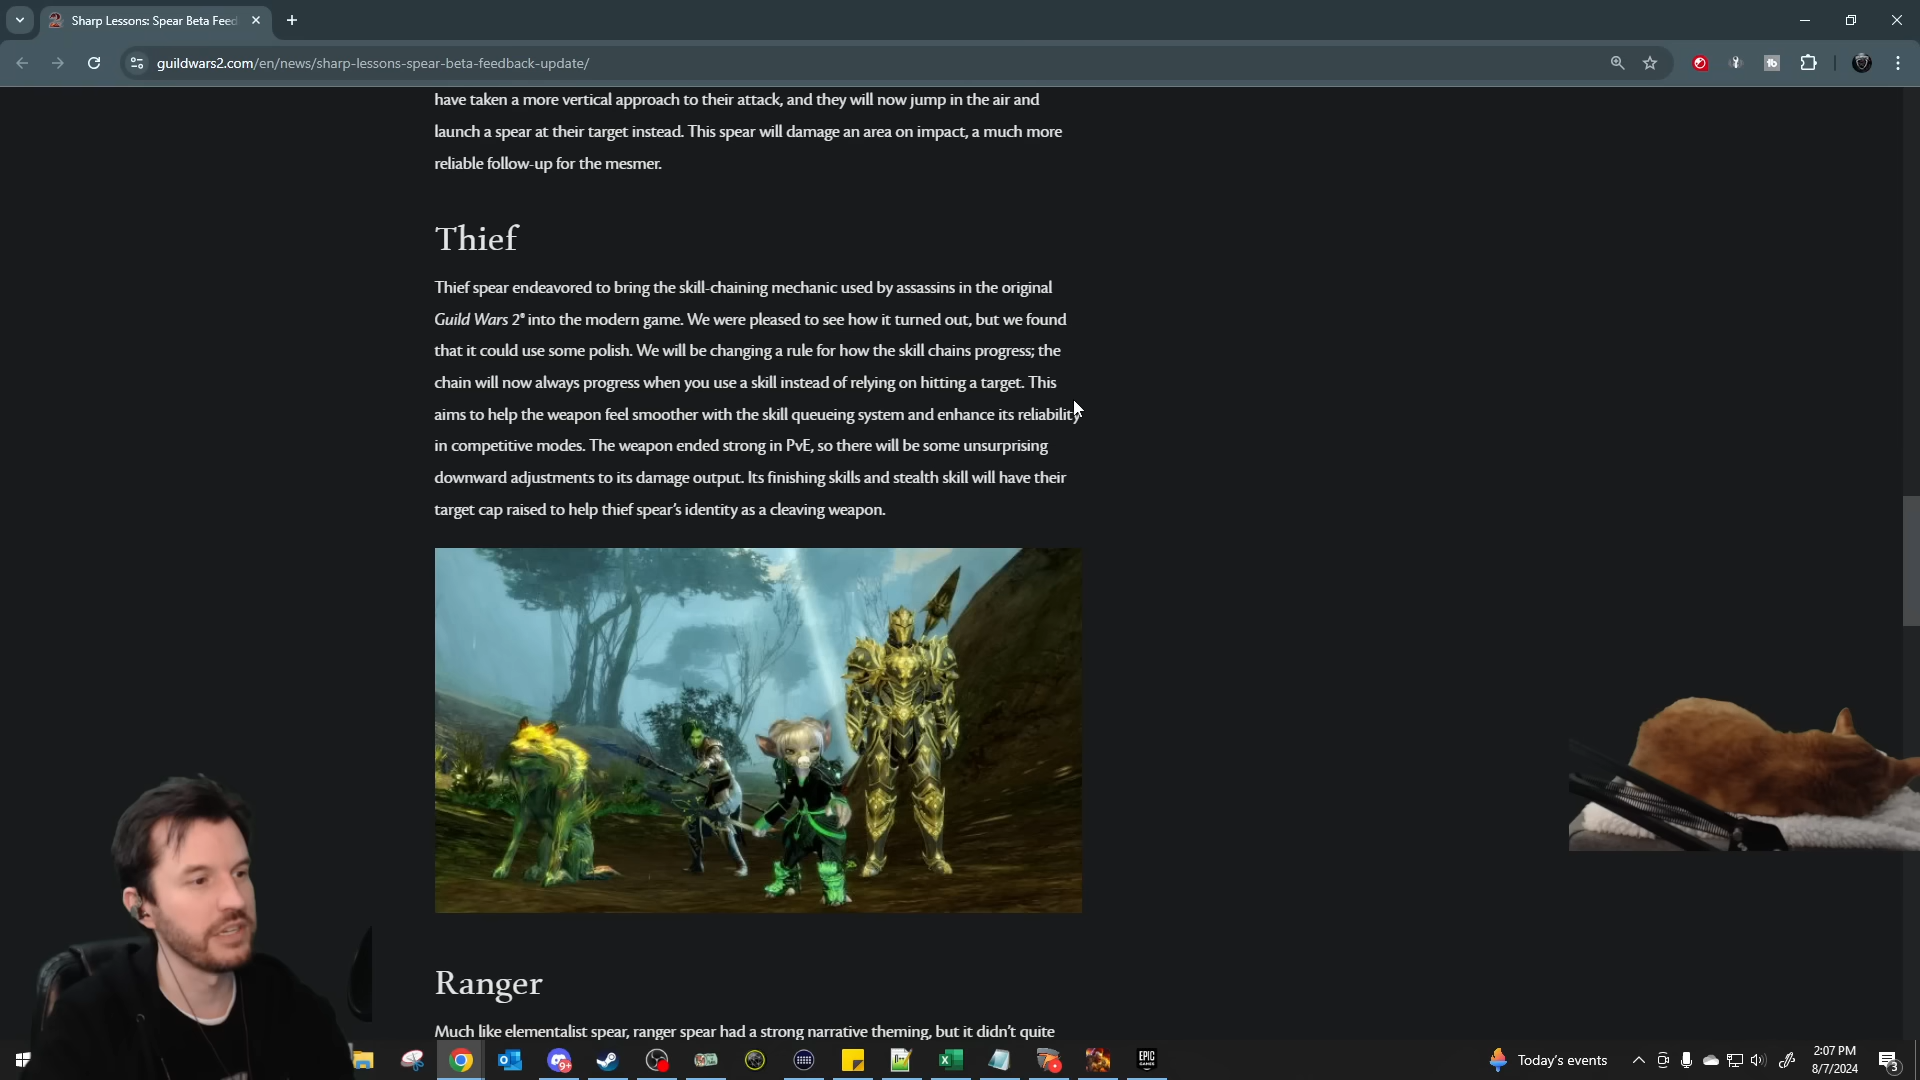 Sharp Lessons: Spear Beta Feed
guildwars2.com/en/news/sharp-lessons-spear-beta-feedback-update/
have taken a more vertical approach to their attack, and they will now jump in the air and
launch a spear at their target instead. This spear will damage an area on impact, a much more
reliable follow-up for the mesmer.
Thief
Thief spear endeavored to bring the skill-chaining mechanic used by assassins in the original
Guild Wars 2® into the modern game. We were pleased to see how it turned out, but we found
that it could use some polish. We will be changing a rule for how the skill chains progress; the
chain will now always progress when you use a skill instead of relying on hitting a target. This
aims to help the weapon feel smoother with the skill queueing system and enhance its reliability
in competitive modes. The weapon ended strong in PvE, so there will be some unsurprising
downward adjustments to its damage output. Its finishing skills and stealth skill will have their
target cap raised to help thief spear’s identity as a cleaving weapon.
Ranger
Much like elementalist spear, ranger spear had a strong narrative theming, but it didn’t quite
9+
EPIC
GAMES
Today's events
2:07 PM
8/7/2024
3